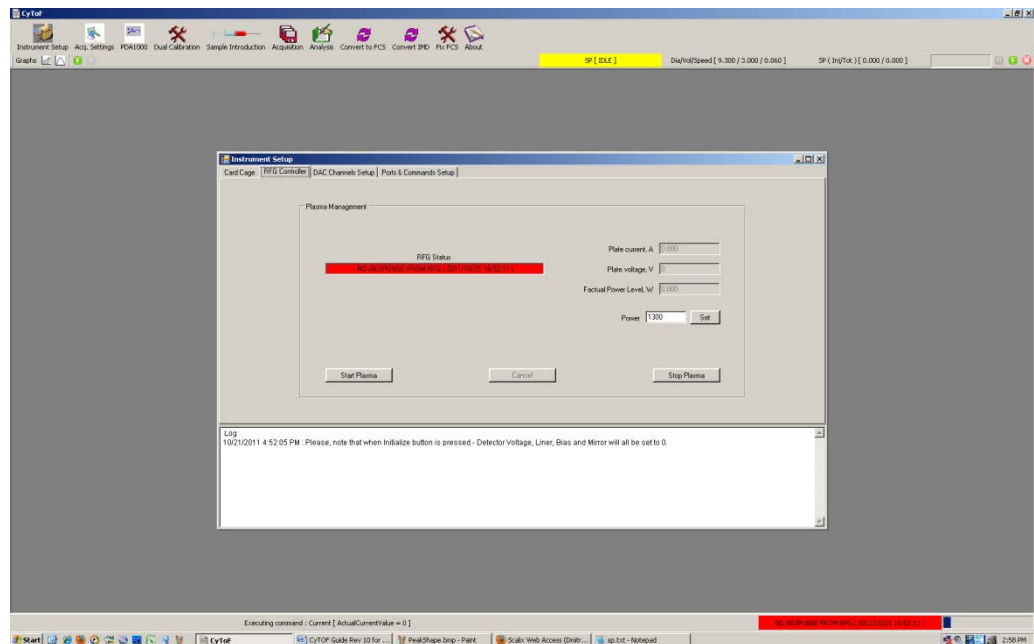 CyToF
Instrument Setup Acq. Settings PDA1000 Dual Calibration Sample Introduction Acquisition Analysis Convert to FCS Convert IMD Fix FCS About
Graphs SP [ IDLE ] Dia/Vol/Speed [ 9.300 / 3.000 / 0.060 ] SP ( Inj/Tot ) [ 0.000 / 0.000 ]
Instrument Setup
Card Cage RFG Controller DAC Channels Setup Ports & Commands Setup
Plasma Management
Plate current, A 0.000
RFG Status
NO RESPONSE FROM RFG ( 2011/10/21 16:52:11 )
Plate voltage, V 0
Factual Power Level, W 0.000
Power 1300 Set
Start Plasma Cancel Stop Plasma
Log
10/21/2011 4:52:05 PM : Please, note that when Initialize button is pressed - Detector Voltage, Liner, Bias and Mirror will all be set to 0.
Executing command : Current [ ActualCurrentValue = 0 ]
NO RESPONSE FROM RFG ( 2011/10/21
Start CyToF CyTOF Guide Rev 10 for ... PeakShape.bmp - Paint Scalix Web Access (Dmitr... sp.txt - Notepad 2:58 PM